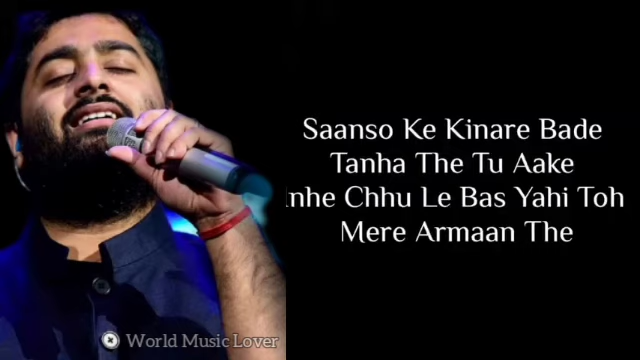 Saanso Ke Kinare Bade
Tanha The Tu Aake
Inhe Chhu Le Bas Yahi Toh
Mere Armaan The
World Music Lover